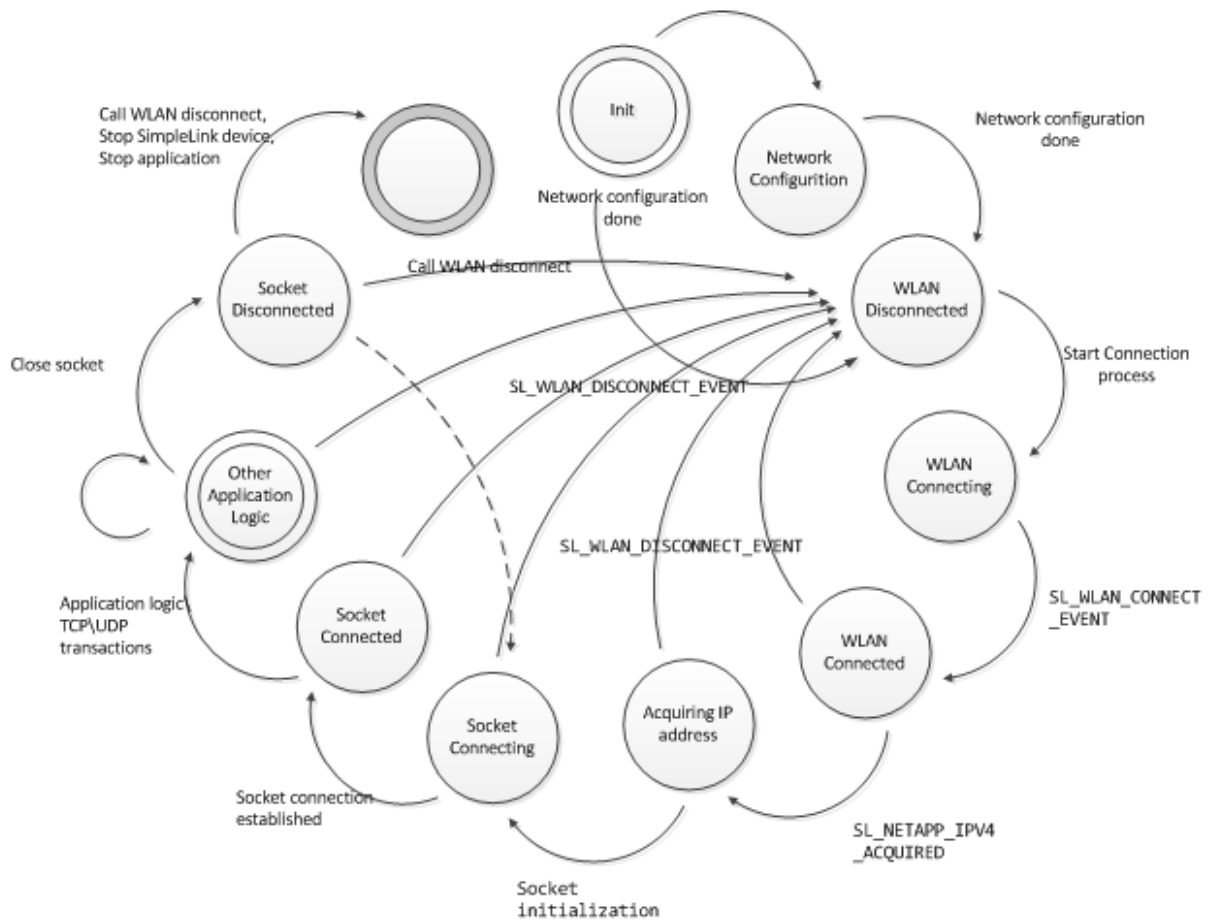 Init
Call WLAN disconnect,
Stop SimpleLink device,
Stop application
Network configuration
done
Network
Configurition
Network configuration
done
Call WLAN disconnect
Socket
Disconnected
WLAN
Disconnected
Close socket
Start Connection
process
SL_WLAN_DISCONNECT_EVENT
Other
Application
Logic
WLAN
Connecting
SL_WLAN_DISCONNECT_EVENT
Application logic\
TCP\UDP
transactions
Socket
Connected
SL_WLAN_CONNECT
_EVENT
WLAN
Connected
Socket
Connecting
Acquiring IP
address
Socket connection
established
SL_NETAPP_IPV4
_ACQUIRED
Socket
initialization